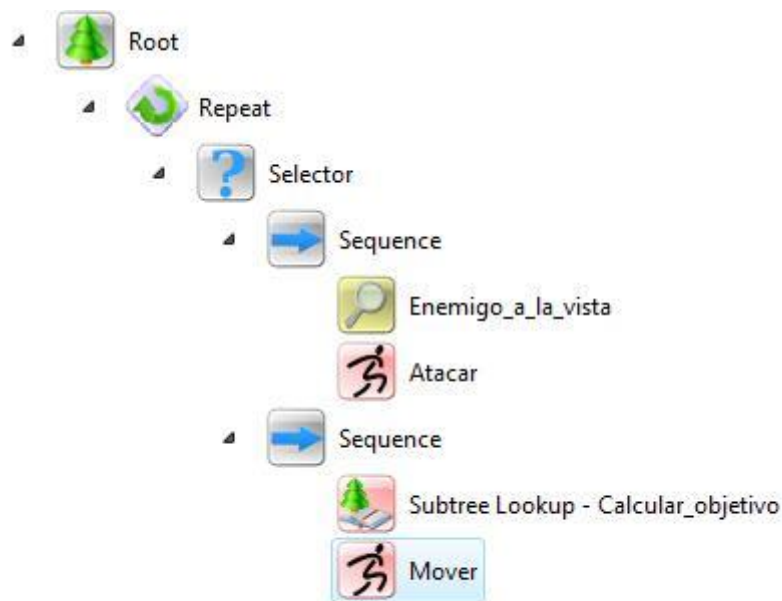 Root
Repeat
Selector
Sequence
Enemigo_a_la_vista
Atacar
Sequence
Subtree Lookup - Calcular_objetivo
Mover